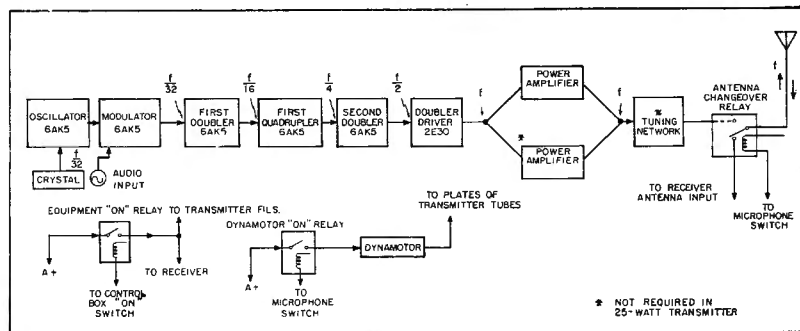 OSCILLATOR
6AK5
MODULATOR
6AK5
f
32
FIRST
DOUBLER
6AK5
f
16
FIRST
QUADRUPLER
6AK5
f
4
SECOND
DOUBLER
6AK5
f
2
DOUBLER
DRIVER
2E30
f
POWER
AMPLIFIER
*
POWER
AMPLIFIER
f
*
TUNING
NETWORK
ANTENNA
CHANGEOVER
RELAY
f
f
32
CRYSTAL
AUDIO
INPUT
TO RECEIVER
ANTENNA INPUT
TO
MICROPHONE
SWITCH
EQUIPMENT "ON" RELAY TO TRANSMITTER FILS.
A+
TO RECEIVER
TO CONTROL
BOX "ON"
SWITCH
DYNAMOTOR "ON" RELAY
A+
TO
MICROPHONE
SWITCH
DYNAMOTOR
TO PLATES OF
TRANSMITTER TUBES
* NOT REQUIRED IN
25-WATT TRANSMITTER